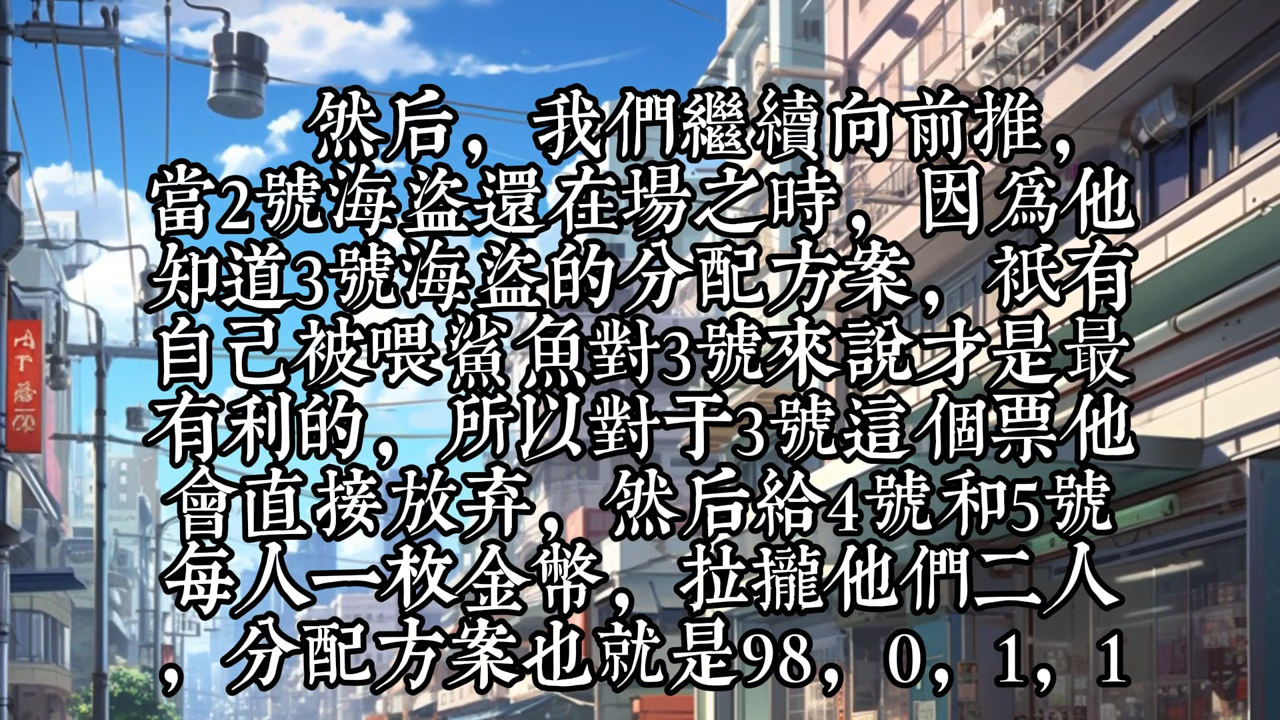 然后，我們繼續向前推，
當2號海盜還在場之時，因爲他
知道3號海盜的分配方案，祇有
自己被喂鯊魚對3號來說才是最
有利的，所以對于3號這個票他
會直接放弃，然后給4號和5號
每人一枚金幣，拉攏他們二人
，分配方案也就是98，0，1，1